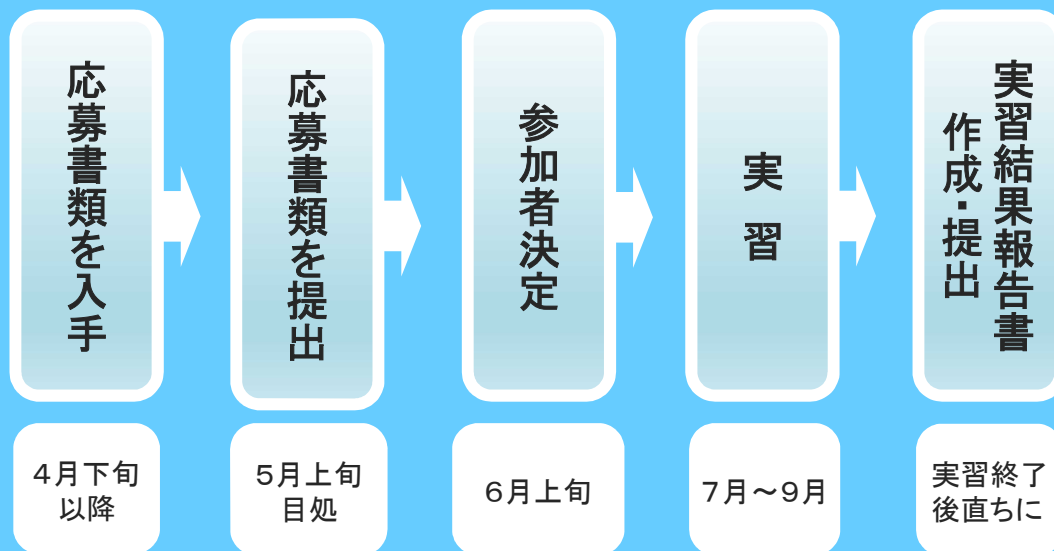 応募書類を入手
応募書類を提出
参加者決定
実習
実習結果報告書
作成・提出
４月下旬
以降
５月上旬
目処
６月上旬
７月～９月
実習終了
後直ちに